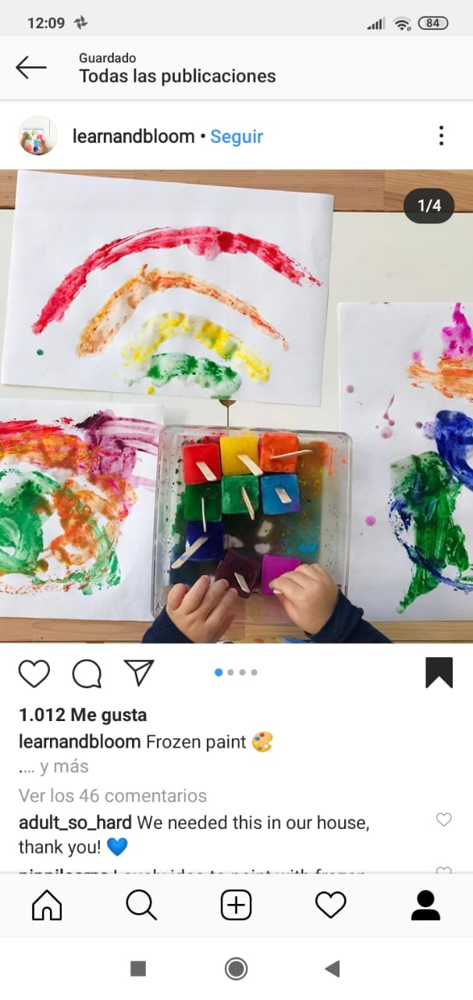 12:09
84
Guardado
Todas las publicaciones
learnandbloom • Seguir
1/4
1.012 Me gusta
learnandbloom Frozen paint 🎨
.... y más
Ver los 46 comentarios
adult_so_hard We needed this in our house,
thank you! 💙